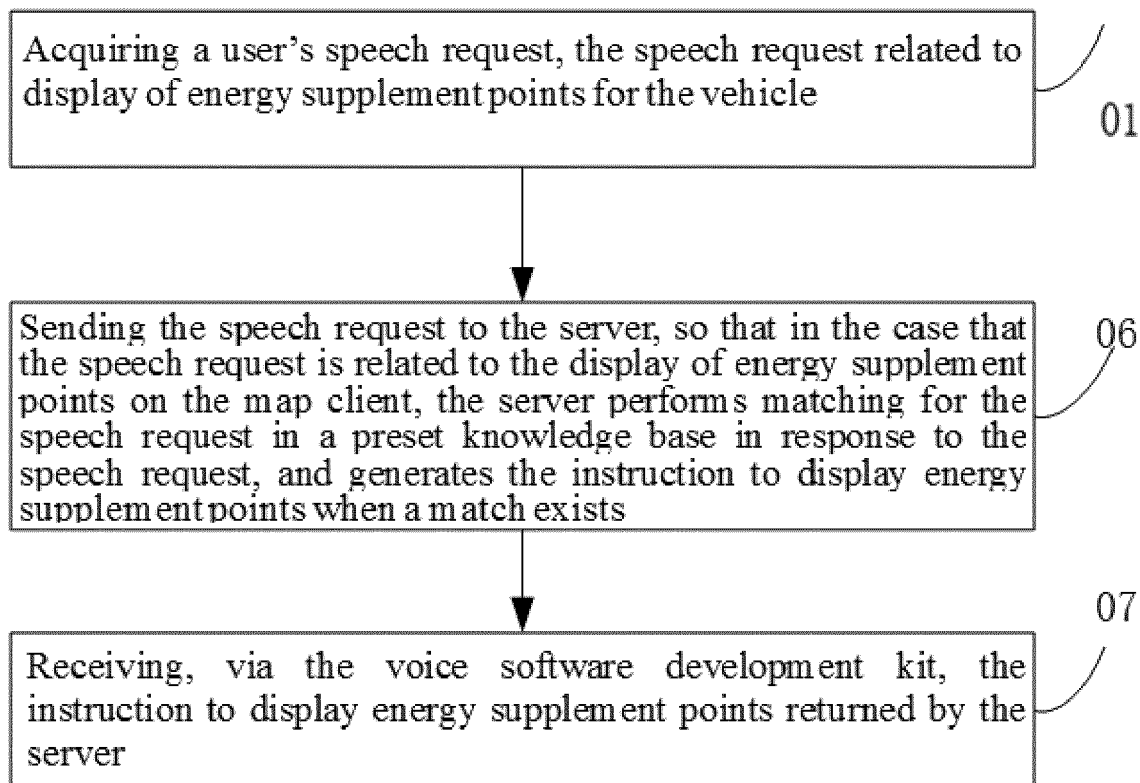 Acquiring a user's speech request, the speech request related to
display of energy supplement points for the vehicle
01
Sending the speech request to the server, so that in the case that
the speech request is related to the display of energy supplement
points on the map client, the server performs matching for the
speech request in a preset knowledge base in response to the
speech request, and generates the instruction to display energy
supplement points when a match exists
06
Receiving, via the voice software development kit, the
instruction to display energy supplement points returned by the
server
07